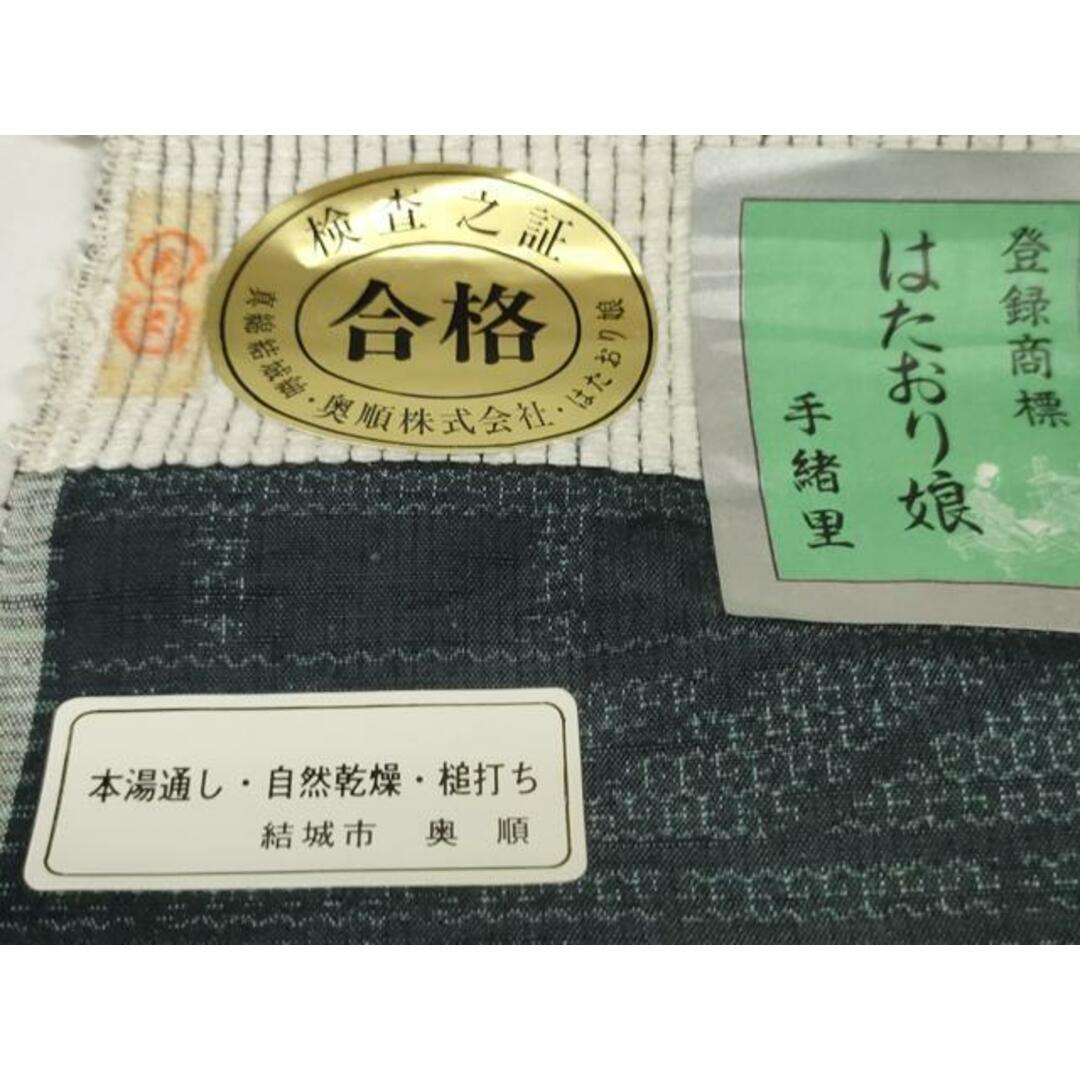 検査之証
合格
真綿結城紬・奥順株式会社・はたおり娘
登録商標
はたおり娘
手緒里
本湯通し・自然乾燥・槌打ち
結城市 奥順